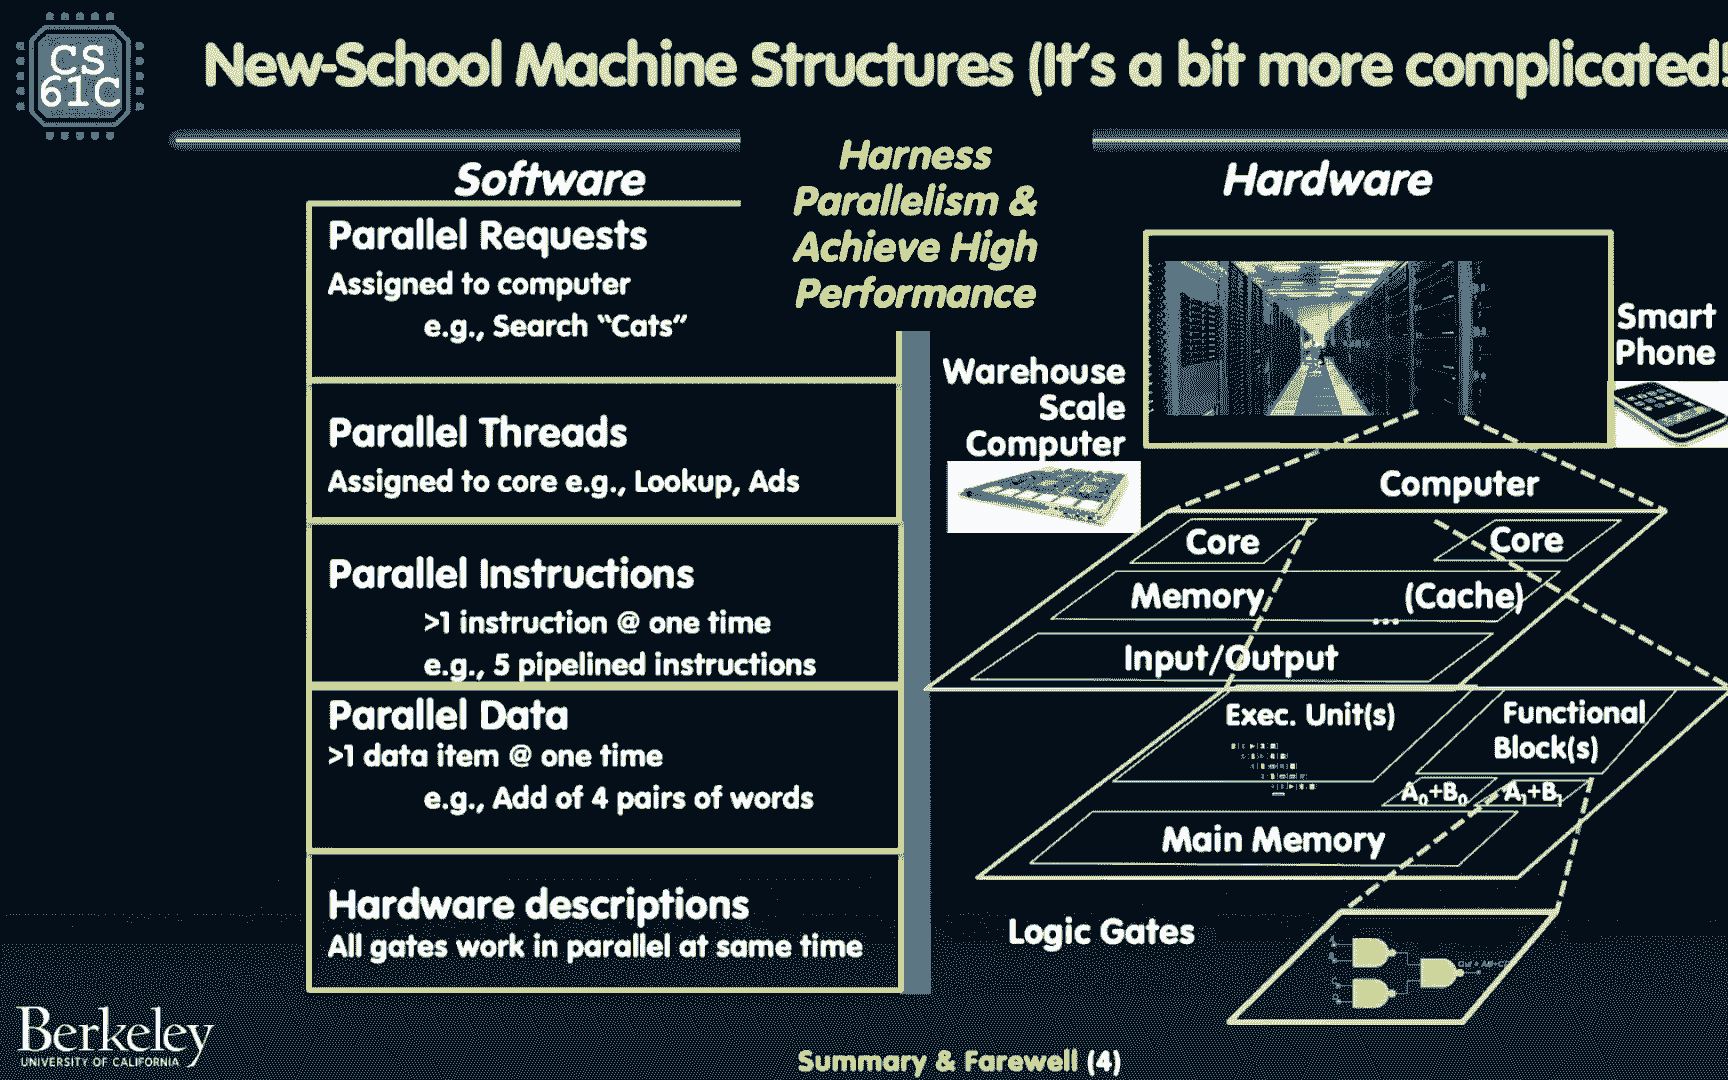 CS
61C
New-School Machine Structures (It's a bit more complicated!
Software
Harness
Parallelism &
Achieve High
Performance
Hardware
Parallel Requests
Assigned to computer
e.g., Search “Cats”
Parallel Threads
Assigned to core e.g., Lookup, Ads
Parallel Instructions
>1 instruction @ one time
e.g., 5 pipelined instructions
Parallel Data
>1 data item @ one time
e.g., Add of 4 pairs of words
Hardware descriptions
All gates work in parallel at same time
Warehouse
Scale
Computer
Smart
Phone
Computer
Core
Core
Memory
(Cache)
...
Input/Output
Exec. Unit(s)
Functional
Block(s)
A₀+B₀
A₁+B₁
Main Memory
Logic Gates
Berkeley
UNIVERSITY OF CALIFORNIA
Summary & Farewell (4)